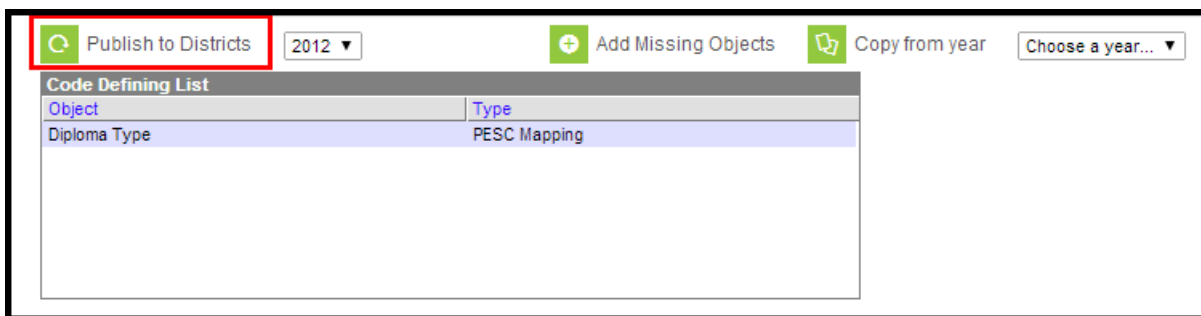 Publish to Districts 2012 Add Missing Objects Copy from year Choose a year...
Code Defining List
Object Type
Diploma Type PESC Mapping